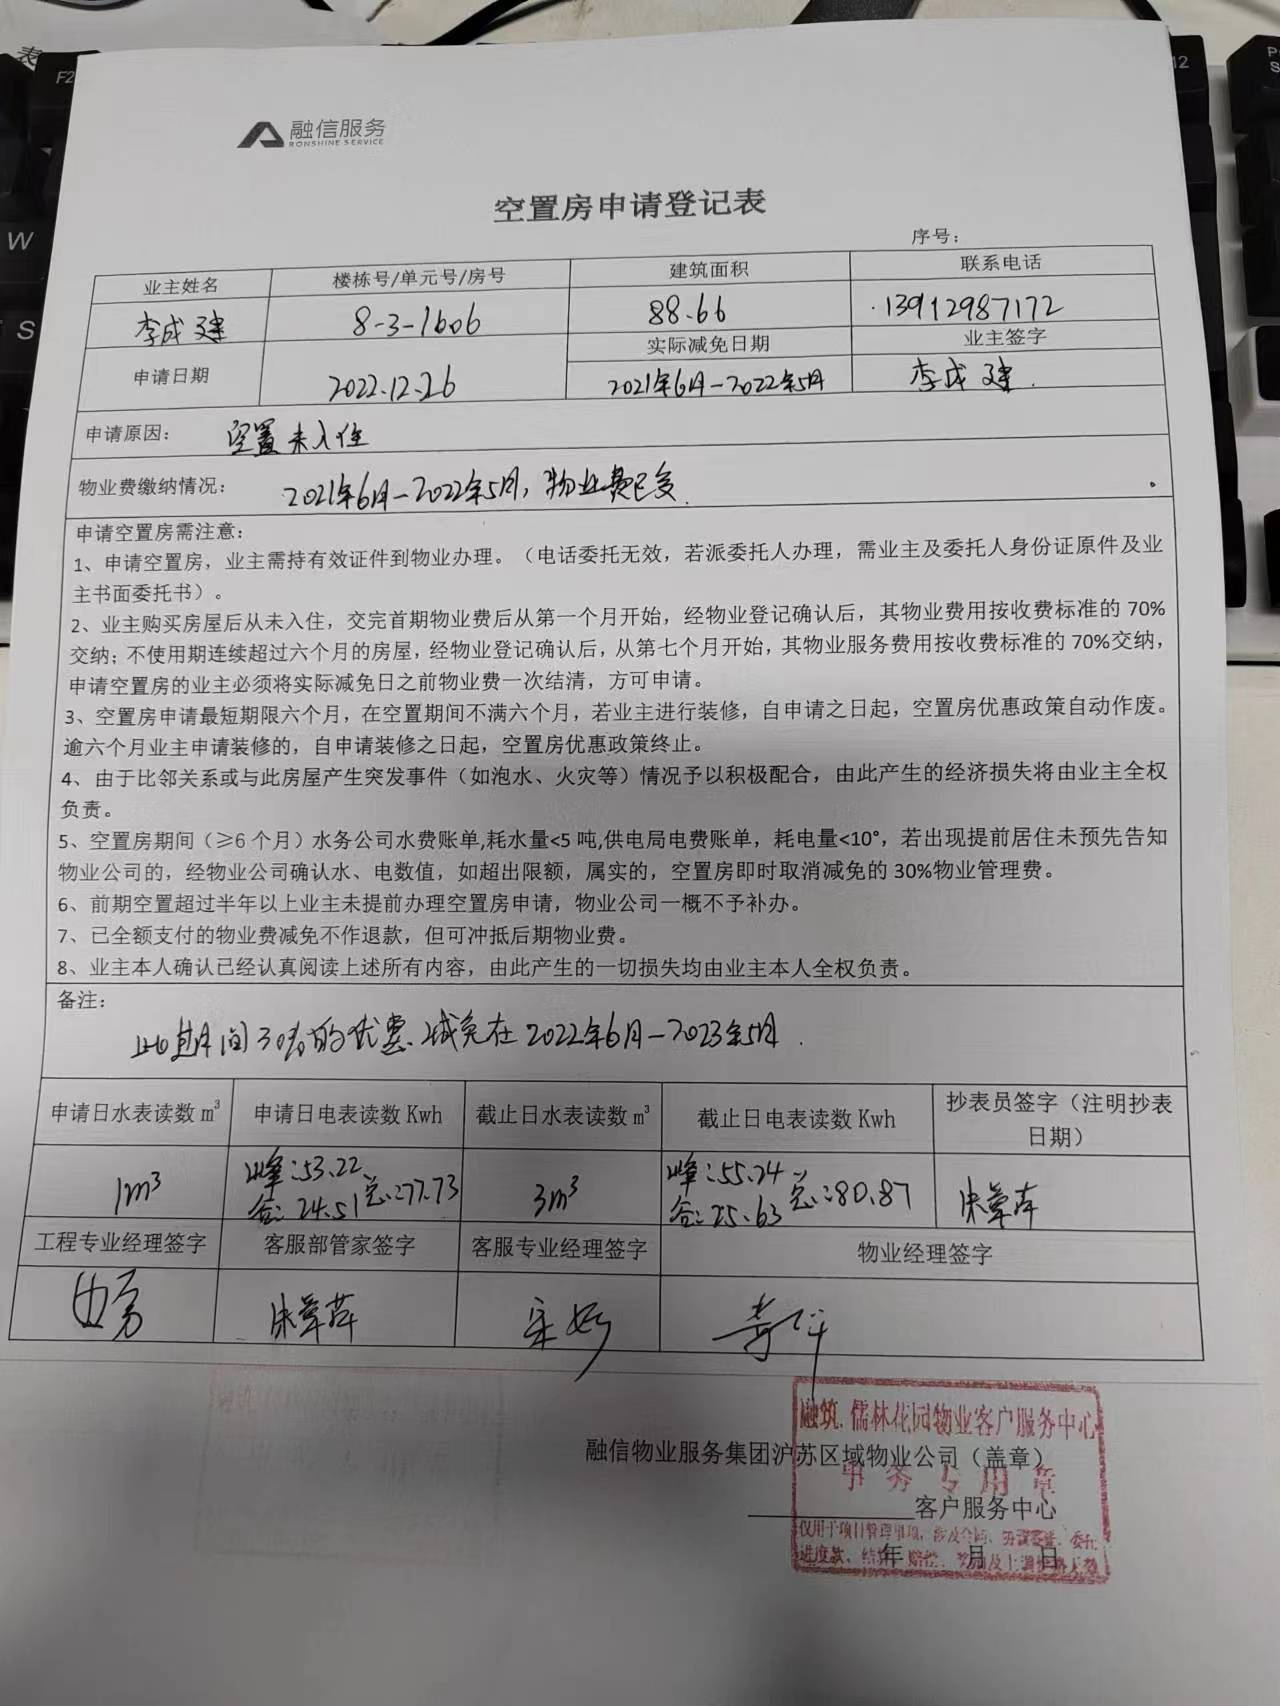 表
F2
12
W
S
融信服务
RONSHINE SERVICE
空置房申请登记表
序号：
业主姓名 楼栋号/单元号/房号 建筑面积 联系电话
李成建 8-3-1606 88.66 13912987172
实际减免日期 业主签字
申请日期 2022.12.26 2021年6月-2022年5月 李成建.
申请原因： 空置未入住
物业费缴纳情况： 2021年6月-2022年5月，物业费已交.
申请空置房需注意：
1、申请空置房，业主需持有效证件到物业办理。（电话委托无效，若派委托人办理，需业主及委托人身份证原件及业
主书面委托书）。
2、业主购买房屋后从未入住，交完首期物业费后从第一个月开始，经物业登记确认后，其物业费用按收费标准的 70%
交纳；不使用期连续超过六个月的房屋，经物业登记确认后，从第七个月开始，其物业服务费用按收费标准的 70%交纳，
申请空置房的业主必须将实际减免日之前物业费一次结清，方可申请。
3、空置房申请最短期限六个月，在空置期间不满六个月，若业主进行装修，自申请之日起，空置房优惠政策自动作废。
逾六个月业主申请装修的，自申请装修之日起，空置房优惠政策终止。
4、由于比邻关系或与此房屋产生突发事件（如泡水、火灾等）情况予以积极配合，由此产生的经济损失将由业主全权
负责。
5、空置房期间（≥6 个月）水务公司水费账单,耗水量<5 吨,供电局电费账单，耗电量<10°，若出现提前居住未预先告知
物业公司的，经物业公司确认水、电数值，如超出限额，属实的，空置房即时取消减免的 30%物业管理费。
6、前期空置超过半年以上业主未提前办理空置房申请，物业公司一概不予补办。
7、已全额支付的物业费减免不作退款，但可冲抵后期物业费。
8、业主本人确认已经认真阅读上述所有内容，由此产生的一切损失均由业主本人全权负责。
备注：
此期间30%的优惠.减免在2022年6月-2023年5月.
申请日水表读数 m³ 申请日电表读数 Kwh 截止日水表读数 m³ 截止日电表读数 Kwh 抄表员签字（注明抄表
日期）
1m³ 峰:53.22 谷:24.51 总:77.73 3m³ 峰:55.24 谷:25.63 总:80.87
工程专业经理签字 客服部管家签字 客服专业经理签字 物业经理签字
融筑.儒林花园物业客户服务中心
融信物业服务集团沪苏区域物业公司（盖章）
事务专用章
客户服务中心
年 月 日